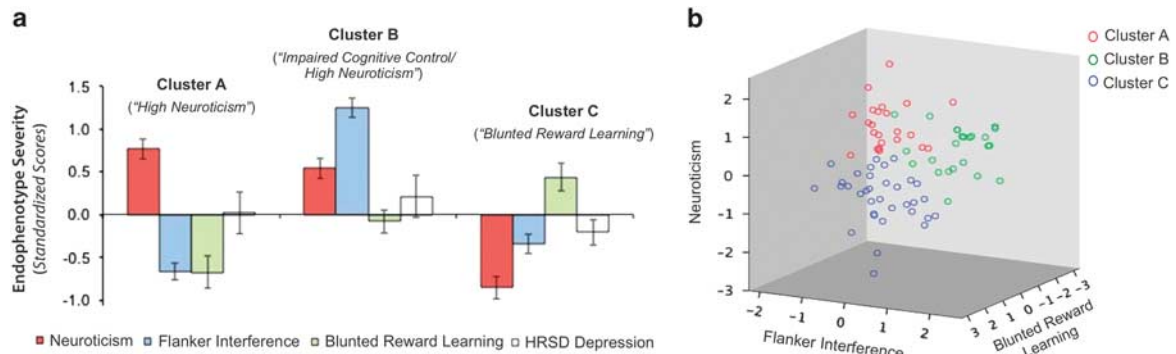 a
Cluster A
("High Neuroticism")
Cluster B
("Impaired Cognitive Control/
High Neuroticism")
Cluster C
("Blunted Reward Learning")
Endophenotype Severity
(Standardized Scores)
1.5
1.0
0.5
0.0
-0.5
-1.0
Neuroticism
Flanker Interference
Blunted Reward Learning
HRSD Depression
b
Cluster A
Cluster B
Cluster C
Neuroticism
2
1
0
-1
-2
-3
-2
-1
0
1
2
Flanker Interference
3
2
1
0
-1
-2
-3
Blunted Reward
Learning